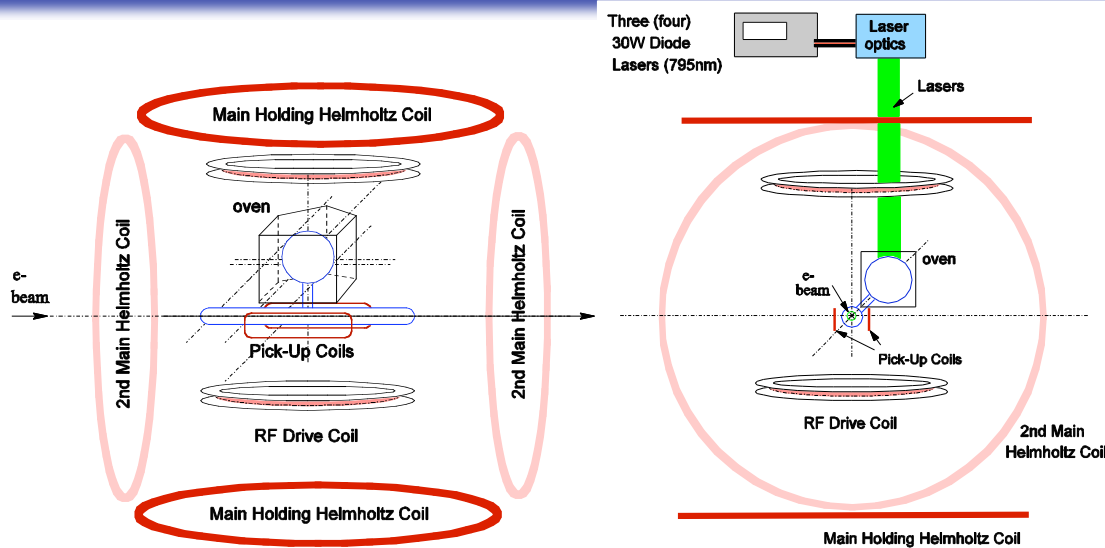 Main Holding Helmholtz Coil
oven
2nd Main Helmholtz Coil
e-
beam
2nd Main Helmholtz Coil
Pick-Up Coils
RF Drive Coil
Main Holding Helmholtz Coil
Three (four)
30W Diode
Lasers (795nm)
Laser
optics
Lasers
oven
e-
beam
Pick-Up Coils
RF Drive Coil
2nd Main
Helmholtz Coil
Main Holding Helmholtz Coil